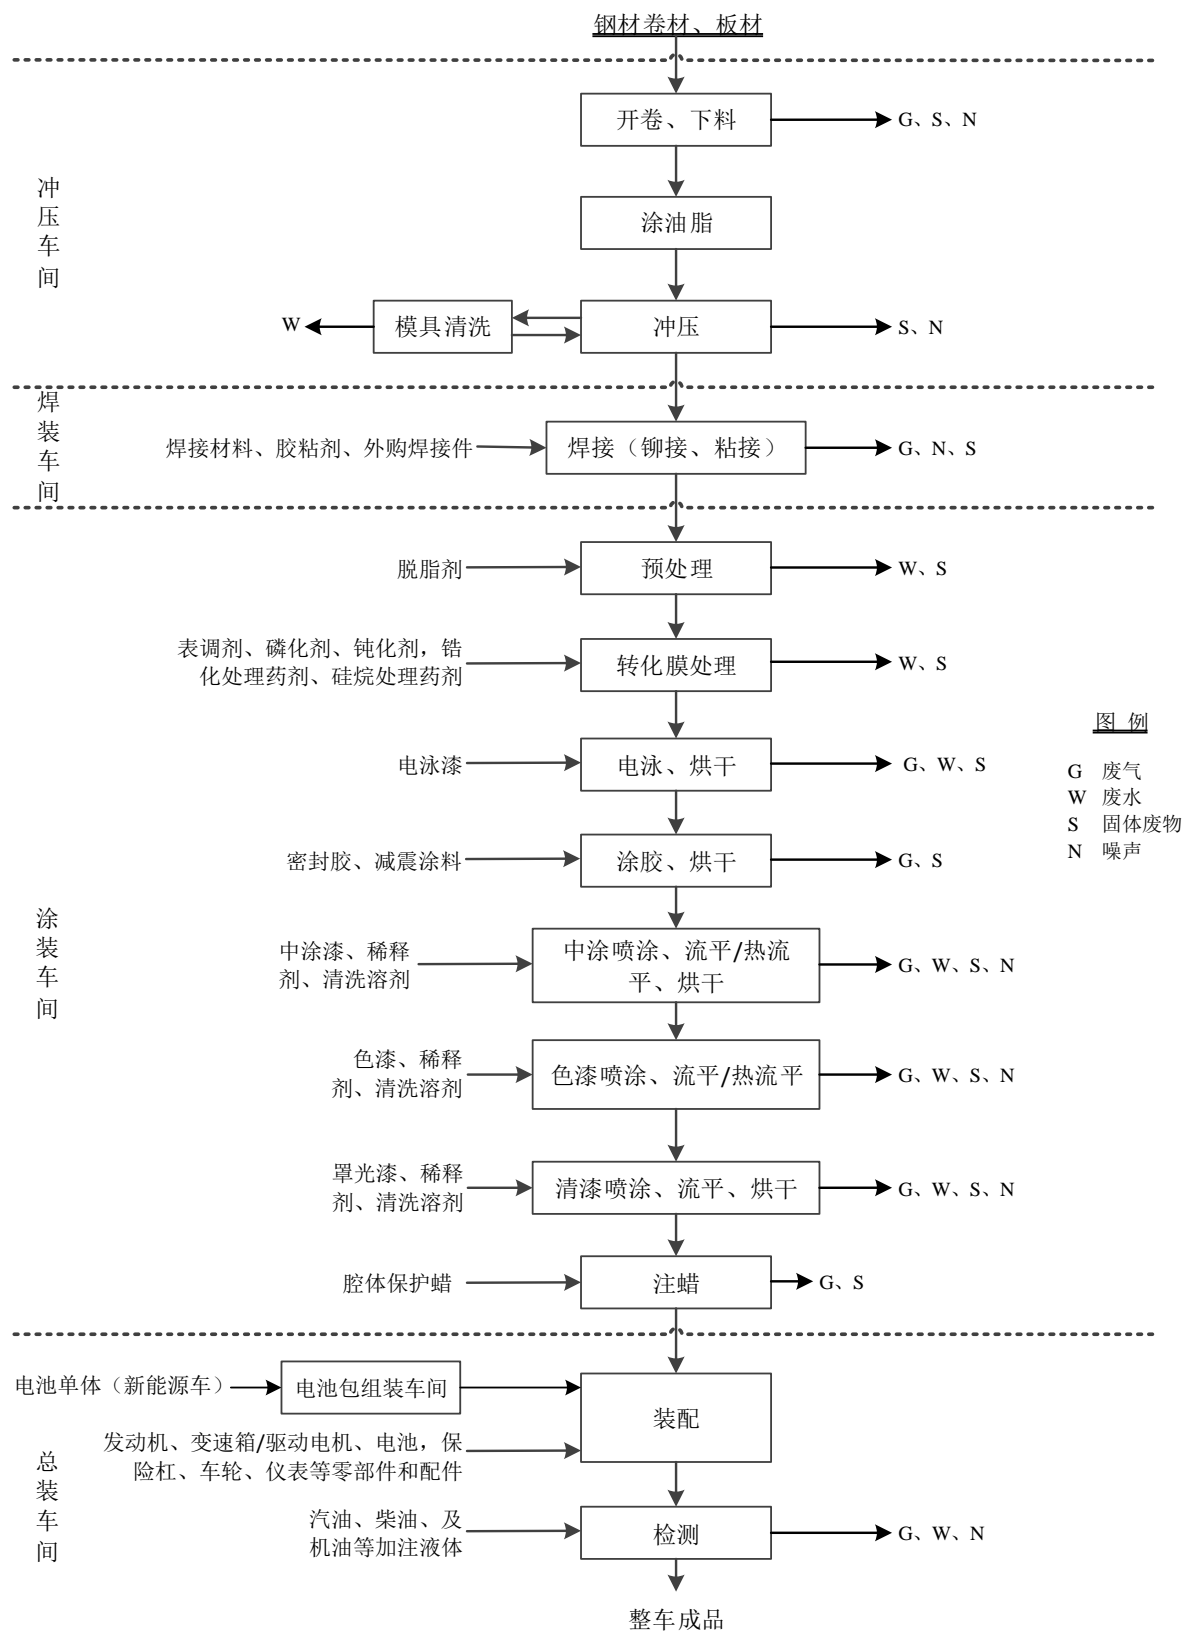 钢材卷材、板材
冲压车间
开卷、下料
G、S、N
涂油脂
W
模具清洗
冲压
S、N
焊装车间
焊接材料、胶粘剂、外购焊接件
焊接（铆接、粘接）
G、N、S
涂装车间
脱脂剂
预处理
W、S
表调剂、磷化剂、钝化剂，锆
化处理药剂、硅烷处理药剂
转化膜处理
W、S
电泳漆
电泳、烘干
G、W、S
密封胶、减震涂料
涂胶、烘干
G、S
中涂漆、稀释
剂、清洗溶剂
中涂喷涂、流平/热流
平、烘干
G、W、S、N
色漆、稀释
剂、清洗溶剂
色漆喷涂、流平/热流平
G、W、S、N
罩光漆、稀释
剂、清洗溶剂
清漆喷涂、流平、烘干
G、W、S、N
腔体保护蜡
注蜡
G、S
图 例
G 废气
W 废水
S 固体废物
N 噪声
总装车间
电池单体（新能源车）
电池包组装车间
装配
发动机、变速箱/驱动电机、电池，保
险杠、车轮、仪表等零部件和配件
汽油、柴油、及
机油等加注液体
检测
G、W、N
整车成品